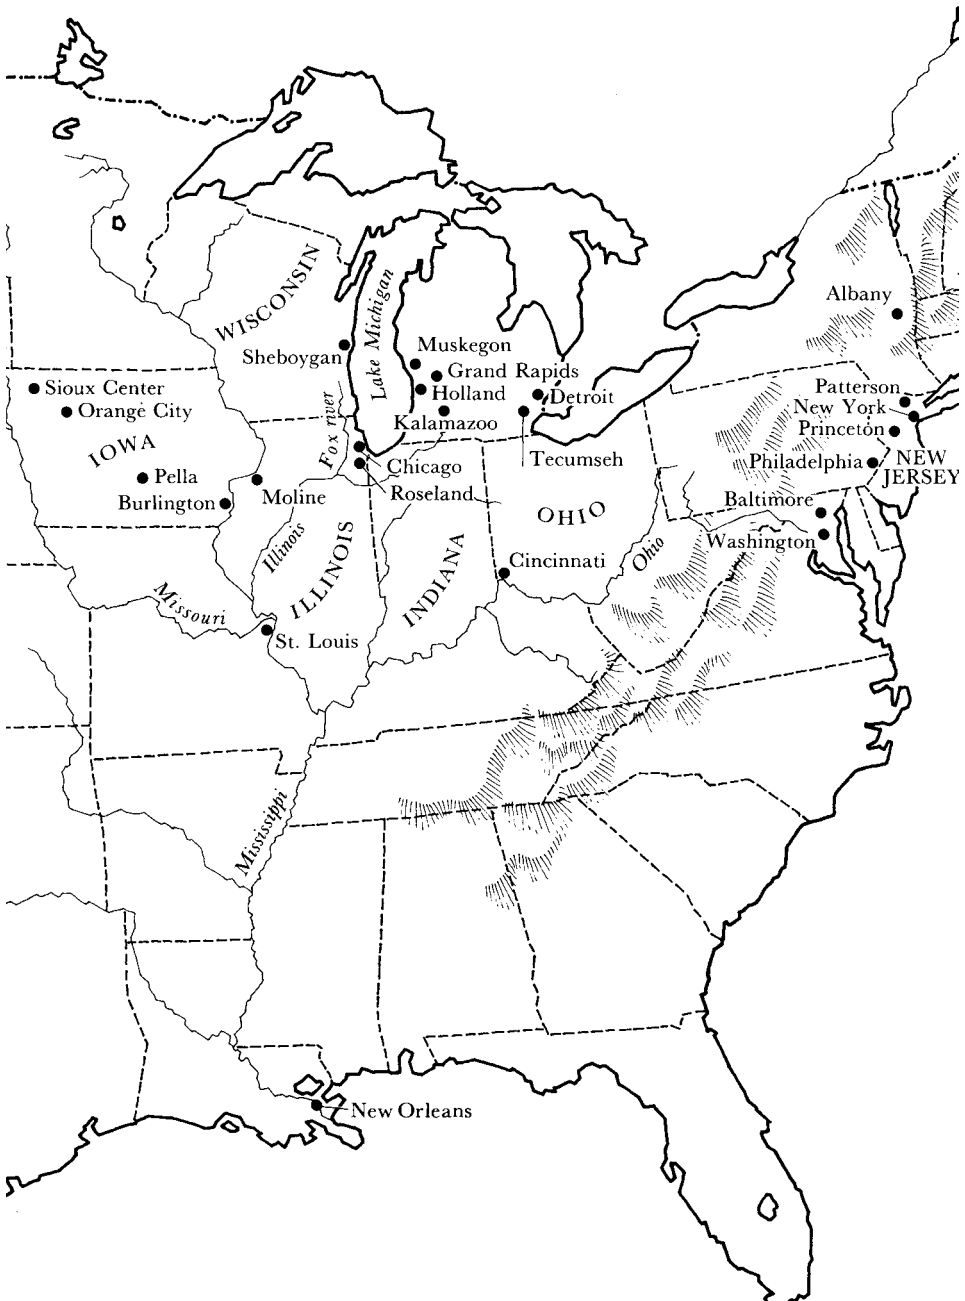 Albany
WISCONSIN
Lake Michigan
Sheboygan
Muskegon
Grand Rapids
Holland
Detroit
Kalamazoo
Tecumseh
Sioux Center
Orange City
IOWA
Pella
Burlington
Moline
Fox river
Chicago
Roseland
Patterson
New York
Princeton
Philadelphia
NEW
JERSEY
Baltimore
Washington
OHIO
Ohio
Illinois
ILLINOIS
INDIANA
Cincinnati
Missouri
St. Louis
Mississippi
New Orleans